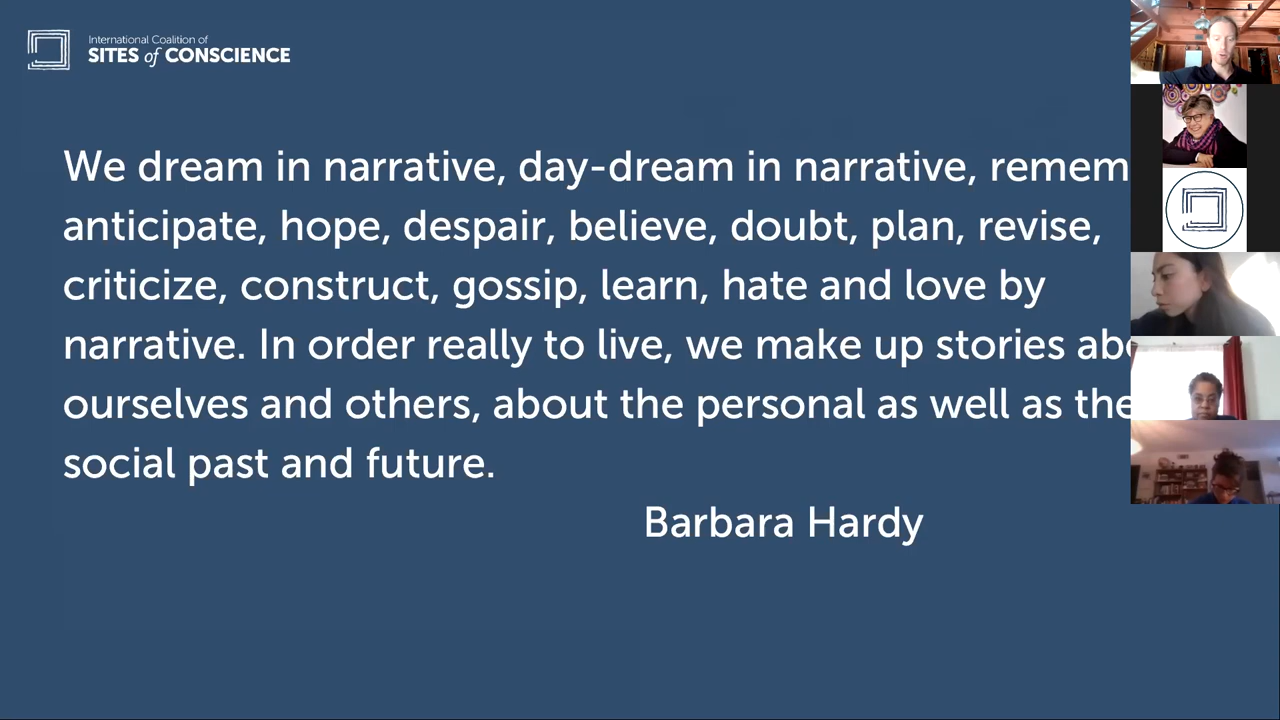 International Coalition of
SITES of CONSCIENCE
We dream in narrative, day-dream in narrative,
anticipate, hope, despair, believe, doubt, plan, revise,
criticize, construct, gossip, learn, hate and love by
narrative. In order really to live, we make up stories
ourselves and others, about the personal as well as the
social past and future.
Barbara Hardy